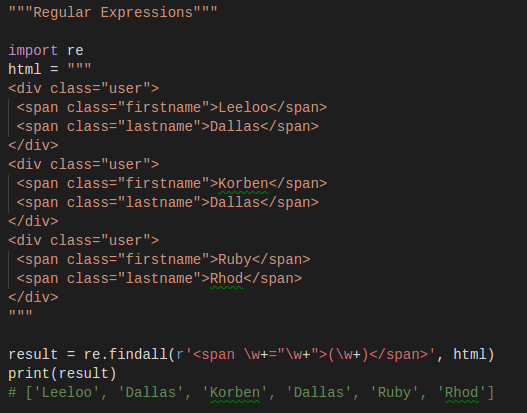 """Regular Expressions"""

import re
html = """
<div class="user">
 <span class="firstname">Leeloo</span>
 <span class="lastname">Dallas</span>
</div>
<div class="user">
 <span class="firstname">Korben</span>
 <span class="lastname">Dallas</span>
</div>
<div class="user">
 <span class="firstname">Ruby</span>
 <span class="lastname">Rhod</span>
</div>
"""

result = re.findall(r'<span \w+="\w+">(\w+)</span>', html)
print(result)
# ['Leeloo', 'Dallas', 'Korben', 'Dallas', 'Ruby', 'Rhod']